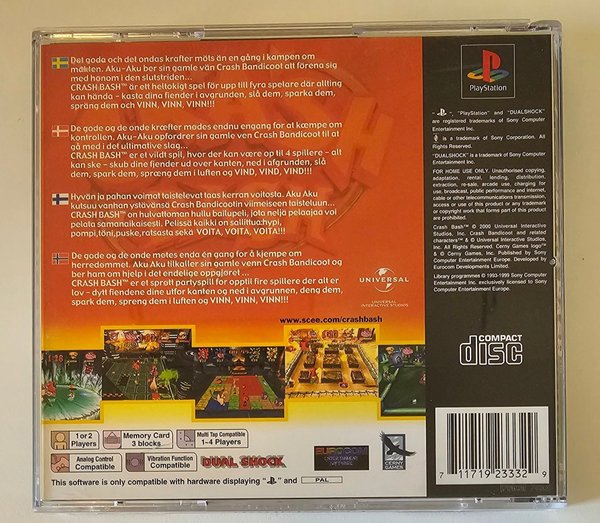 Det goda och det ondas krafter möts än en gång i kampen om
makten. Aku-Aku ber sin gamle vän Crash Bandicoot att förena sig
med honom i den slutstriden...
CRASH BASH™ är ett heltokigt spel för upp till fyra spelare där allting
kan hända - kasta dina fiender i avgrunden, slå dem, sparka dem,
spräng dem och VINN, VINN, VINN!!!
De gode og de onde kræfter mødes endnu engang for at kæmpe om
kontrollen. Aku-Aku opfordrer sin gamle ven Crash Bandicoot til at
gå med i det ultimative slag...
CRASH BASH™ er et vildt spil, hvor der kan være op til 4 spillere - alt
kan ske - skub dine fiender ud over kanten, ned i afgrunden, slå
dem, spark dem, spræng dem i luften og VIND, VIND, VIND!!!
Hyvän ja pahan voimat taistelevat taas kerran voitosta. Aku Aku
kutsuu vanhan ystävänsä Crash Bandicootin viimeiseen taisteluun...
CRASH BASH™ on hulvattoman hullu bailupeli, jota neljä pelaajaa voi
pelata samanaikaisesti. Pelissä kaikki on sallittua:hypi,
pompi,töni,puske,ratsasta sekä VOITA, VOITA, VOITA!!!
De gode og de onde møtes enda en gang for å kjempe om
herredømmet. Aku Aku tilkaller sin gamle venn Crash Bandicoot og
ber ham om hjelp i det endelige oppgjøret...
CRASH BASH™ er et sprøtt partyspill for opptil fire spillere der alt er
lov - dytt fiendene dine utfor kanten og ned i avgrunnen, deng dem,
spark dem, spreng dem i luften og VINN, VINN, VINN!!!
www.scee.com/crashbash
UNIVERSAL
UNIVERSAL
INTERACTIVE STUDIOS
PlayStation
"PlayStation" and "DUALSHOCK"
are registered trademarks of Sony Computer
Entertainment Inc.
is a trademark of Sony Corporation. All
Rights Reserved.
"DUALSHOCK" is a trademark of Sony Computer
Entertainment Inc.
FOR HOME USE ONLY. Unauthorised copying,
adaptation, rental, lending, distribution,
extraction, re-sale, arcade use, charging for
use, broadcast, public performance and internet,
cable or other telecommunications transmission,
access or use of this product or any trademark
or copyright work that forms part of this product
are prohibited.
Crash Bash™ © 2000 Universal Interactive
Studios, Inc. Crash Bandicoot and related
characters ™ & © Universal Interactive Studios,
Inc. All Rights Reserved. Cerny Games logo™
& © Cerny Games, Inc. Published by Sony
Computer Entertainment Europe. Developed by
Eurocom Developments Limited.
Library programmes © 1993-1999 Sony Computer
Entertainment Inc. exclusively licensed to Sony
Computer Entertainment Europe.
COMPACT
disc
1 or 2
Players
Memory Card
3 blocks
Multi Tap Compatible
1-4 Players
Analog Control
Compatible
Vibration Function
Compatible
DUAL SHOCK
EUROCOM
ENTERTAINMENT
SOFTWARE
CERNY
GAMES
This software is only compatible with hardware displaying " " and PAL
7 11719 23332 9